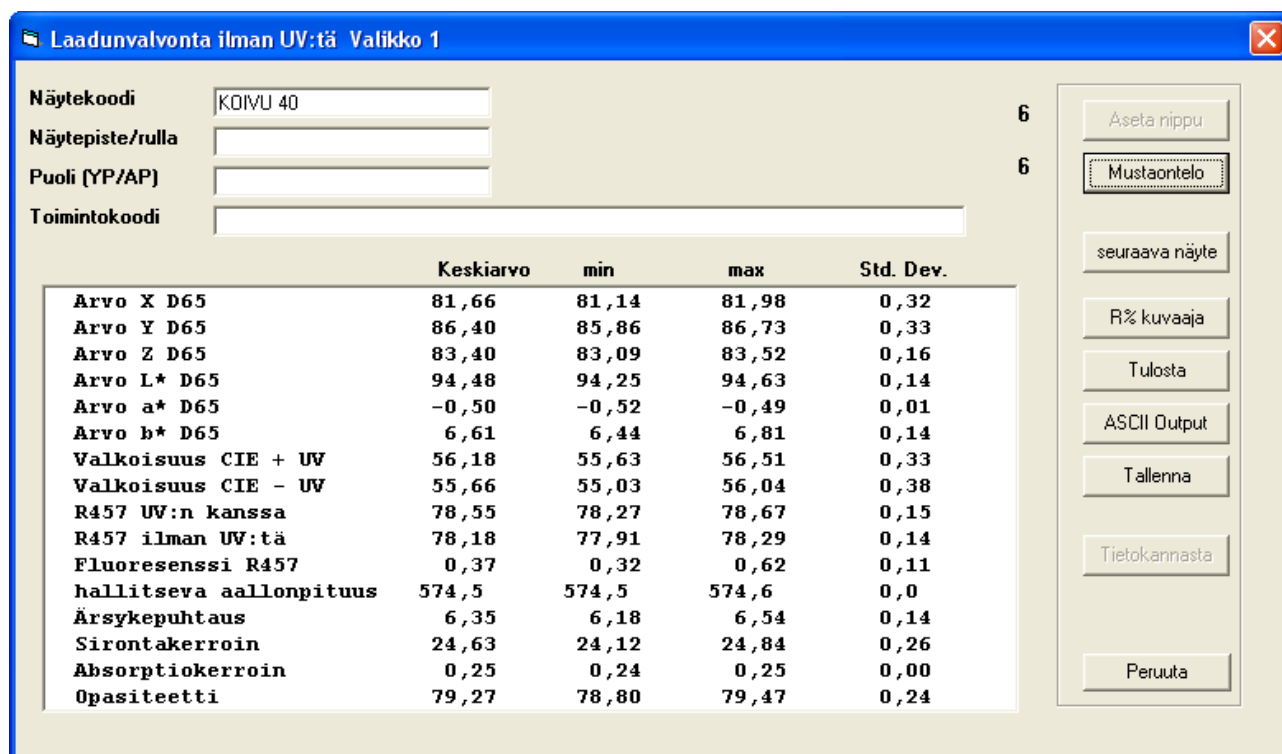 Laadunvalvonta ilman UV:tä Valikko 1
Näytekoodi KOIVU 40
6
Aseta nippu
Näytepiste/rulla
Puoli (YP/AP)
6
Mustaontelo
Toimintokoodi
seuraava näyte
Keskiarvo min max Std. Dev.
Arvo X D65 81,66 81,14 81,98 0,32
Arvo Y D65 86,40 85,86 86,73 0,33
Arvo Z D65 83,40 83,09 83,52 0,16
Arvo L* D65 94,48 94,25 94,63 0,14
Arvo a* D65 -0,50 -0,52 -0,49 0,01
Arvo b* D65 6,61 6,44 6,81 0,14
Valkoisuus CIE + UV 56,18 55,63 56,51 0,33
Valkoisuus CIE - UV 55,66 55,03 56,04 0,38
R457 UV:n kanssa 78,55 78,27 78,67 0,15
R457 ilman UV:tä 78,18 77,91 78,29 0,14
Fluoresenssi R457 0,37 0,32 0,62 0,11
hallitseva aallonpituus 574,5 574,5 574,6 0,0
Ärsykepuhtaus 6,35 6,18 6,54 0,14
Sirontakerroin 24,63 24,12 24,84 0,26
Absorptiokerroin 0,25 0,24 0,25 0,00
Opasiteetti 79,27 78,80 79,47 0,24
R% kuvaaja
Tulosta
ASCII Output
Tallenna
Tietokannasta
Peruuta